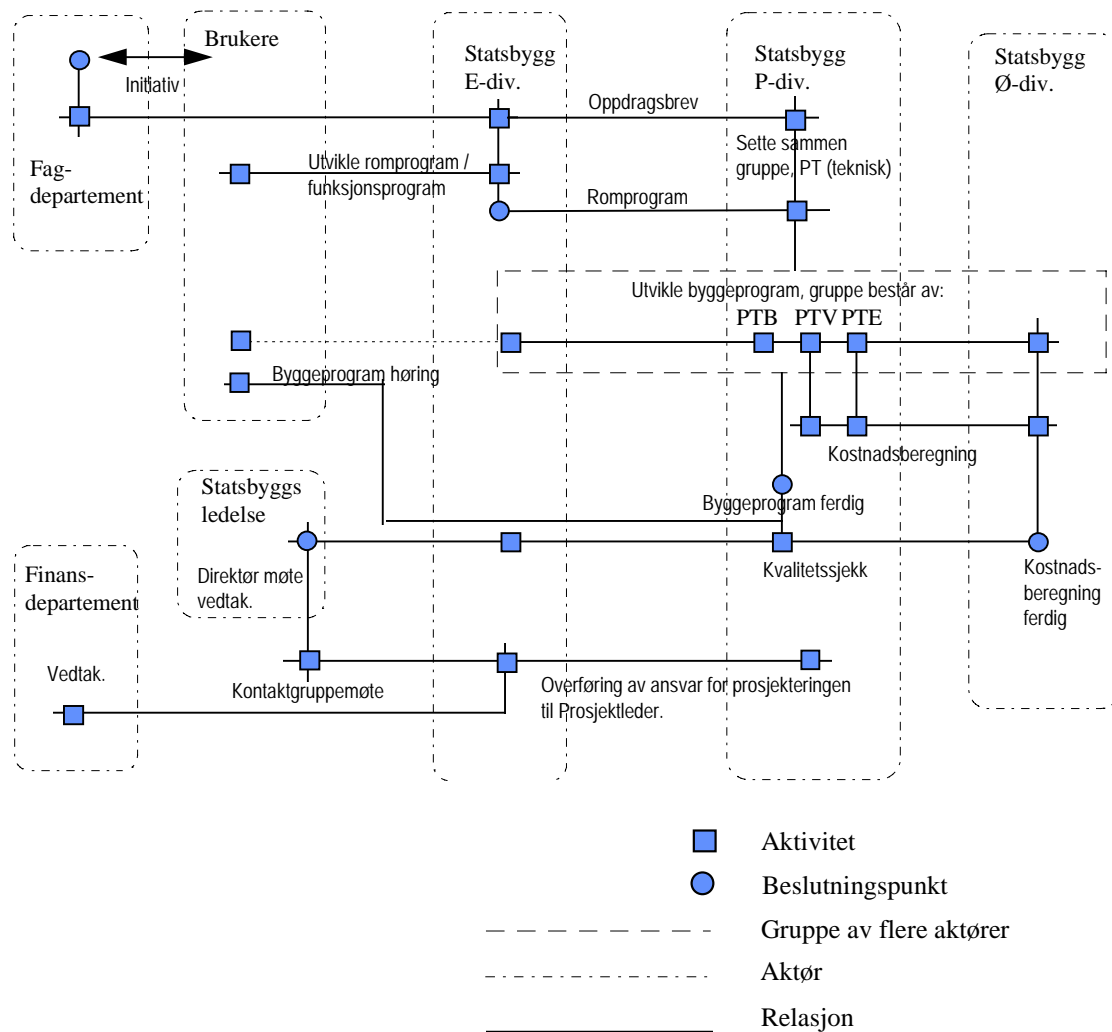 Brukere
Statsbygg
E-div.
Statsbygg
P-div.
Statsbygg
Ø-div.
Initiativ
Oppdragsbrev
Sette sammen
gruppe, PT (teknisk)
Fag-
departement
Utvikle romprogram /
funksjonsprogram
Romprogram
Utvikle byggeprogram, gruppe består av:
PTB
PTV
PTE
Byggeprogram høring
Kostnadsberegning
Statsbyggs
ledelse
Byggeprogram ferdig
Direktør møte
vedtak.
Kvalitetssjekk
Kostnads-
beregning
ferdig
Finans-
departement
Vedtak.
Kontaktgruppemøte
Overføring av ansvar for prosjekteringen
til Prosjektleder.
Aktivitet
Beslutningspunkt
Gruppe av flere aktører
Aktør
Relasjon